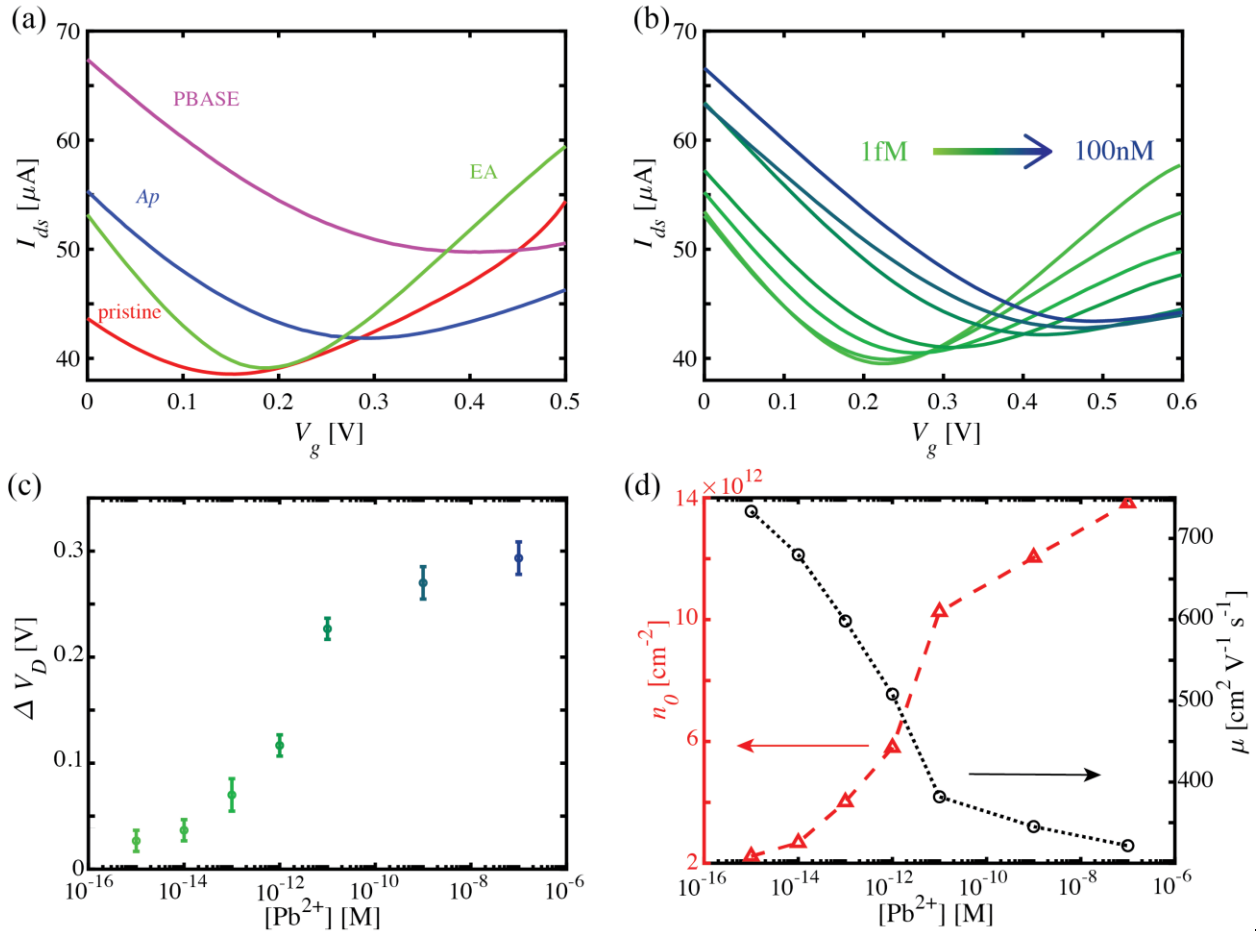 (a)
70
60
50
40
I_ds [μA]
PBASE
Ap
EA
pristine
0 0.1 0.2 0.3 0.4 0.5
V_g [V]
(b)
70
60
50
40
I_ds [μA]
1fM 100nM
0 0.1 0.2 0.3 0.4 0.5 0.6
V_g [V]
(c)
0.3
0.2
0.1
0
Δ V_D [V]
10^-16 10^-14 10^-12 10^-10 10^-8 10^-6
[Pb^2+] [M]
(d)
14 ×10^12
10
6
2
n_0 [cm^-2]
700
600
500
400
300
μ [cm^2 V^-1 s^-1]
10^-16 10^-14 10^-12 10^-10 10^-8 10^-6
[Pb^2+] [M]